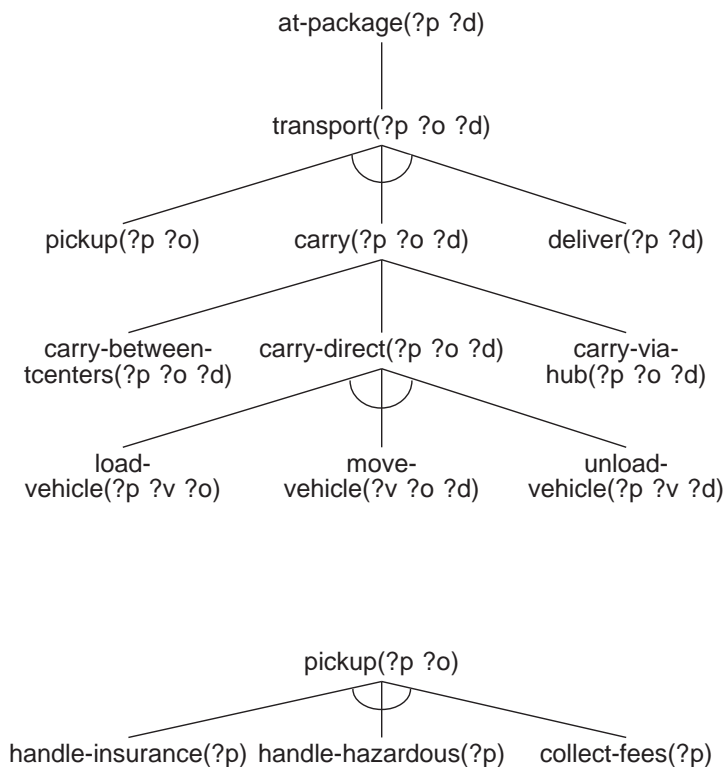 at-package(?p ?d)
transport(?p ?o ?d)
pickup(?p ?o)
carry(?p ?o ?d)
deliver(?p ?d)
carry-between-
tcenters(?p ?o ?d)
carry-direct(?p ?o ?d)
carry-via-
hub(?p ?o ?d)
load-
vehicle(?p ?v ?o)
move-
vehicle(?v ?o ?d)
unload-
vehicle(?p ?v ?d)
pickup(?p ?o)
handle-insurance(?p)
handle-hazardous(?p)
collect-fees(?p)